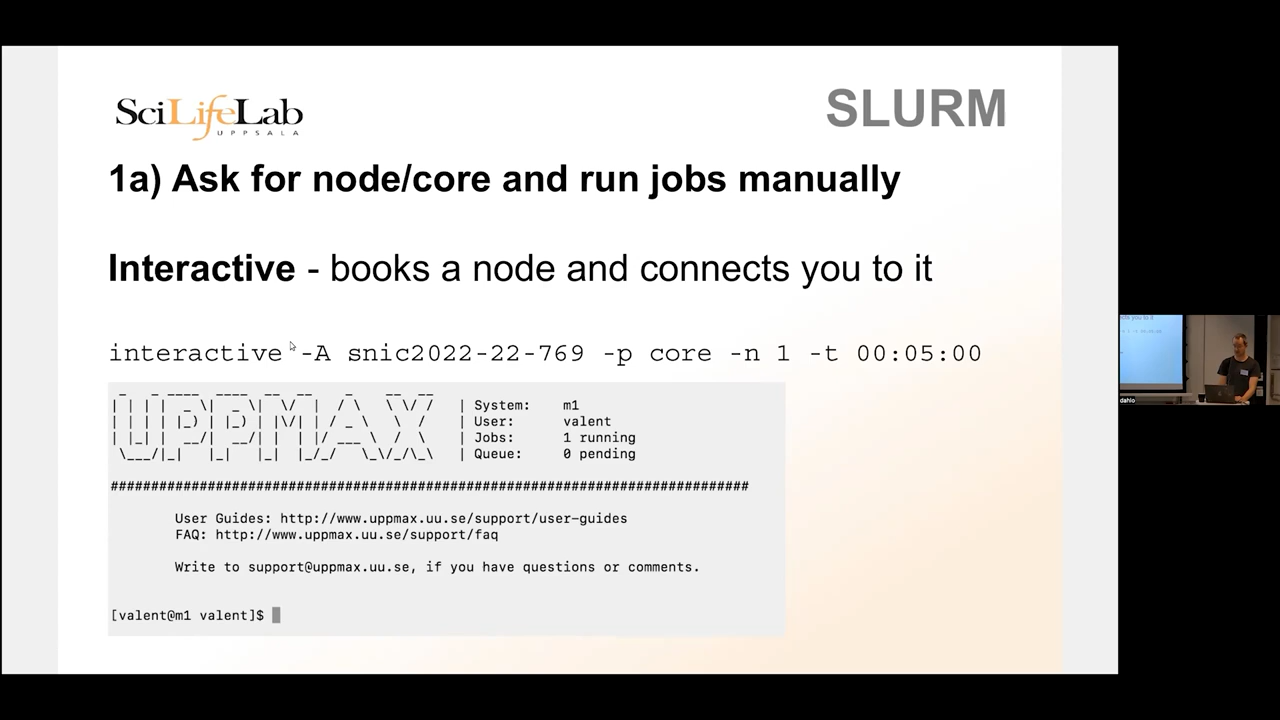 SciLifeLab
UPPSALA
SLURM
1a) Ask for node/core and run jobs manually
Interactive - books a node and connects you to it
interactive -A snic2022-22-769 -p core -n 1 -t 00:05:00
UPPMAX
| System: m1
| User: valent
| Jobs: 1 running
| Queue: 0 pending
###############################################################################
User Guides: http://www.uppmax.uu.se/support/user-guides
FAQ: http://www.uppmax.uu.se/support/faq
Write to support@uppmax.uu.se, if you have questions or comments.
[valent@m1 valent]$
dahlo